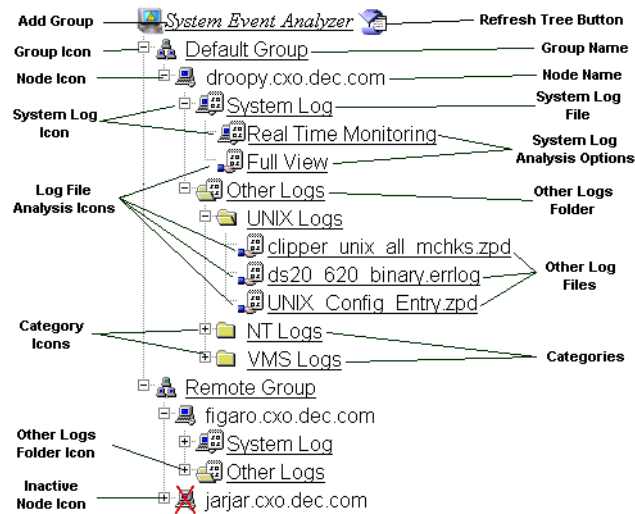 Add Group
System Event Analyzer
Refresh Tree Button
Group Icon
Default Group
Group Name
Node Icon
droopy.cxo.dec.com
Node Name
System Log
Icon
System Log
System Log
File
Real Time Monitoring
System Log
Analysis Options
Full View
Log File
Analysis Icons
Other Logs
Other Logs
Folder
UNIX Logs
clipper_unix_all_mchks.zpd
ds20_620_binary.errlog
Other Log
Files
UNIX_Config_Entry.zpd
Category
Icons
NT Logs
VMS Logs
Categories
Remote Group
figaro.cxo.dec.com
Other Logs
Folder Icon
System Log
Other Logs
Inactive
Node Icon
jarjar.cxo.dec.com